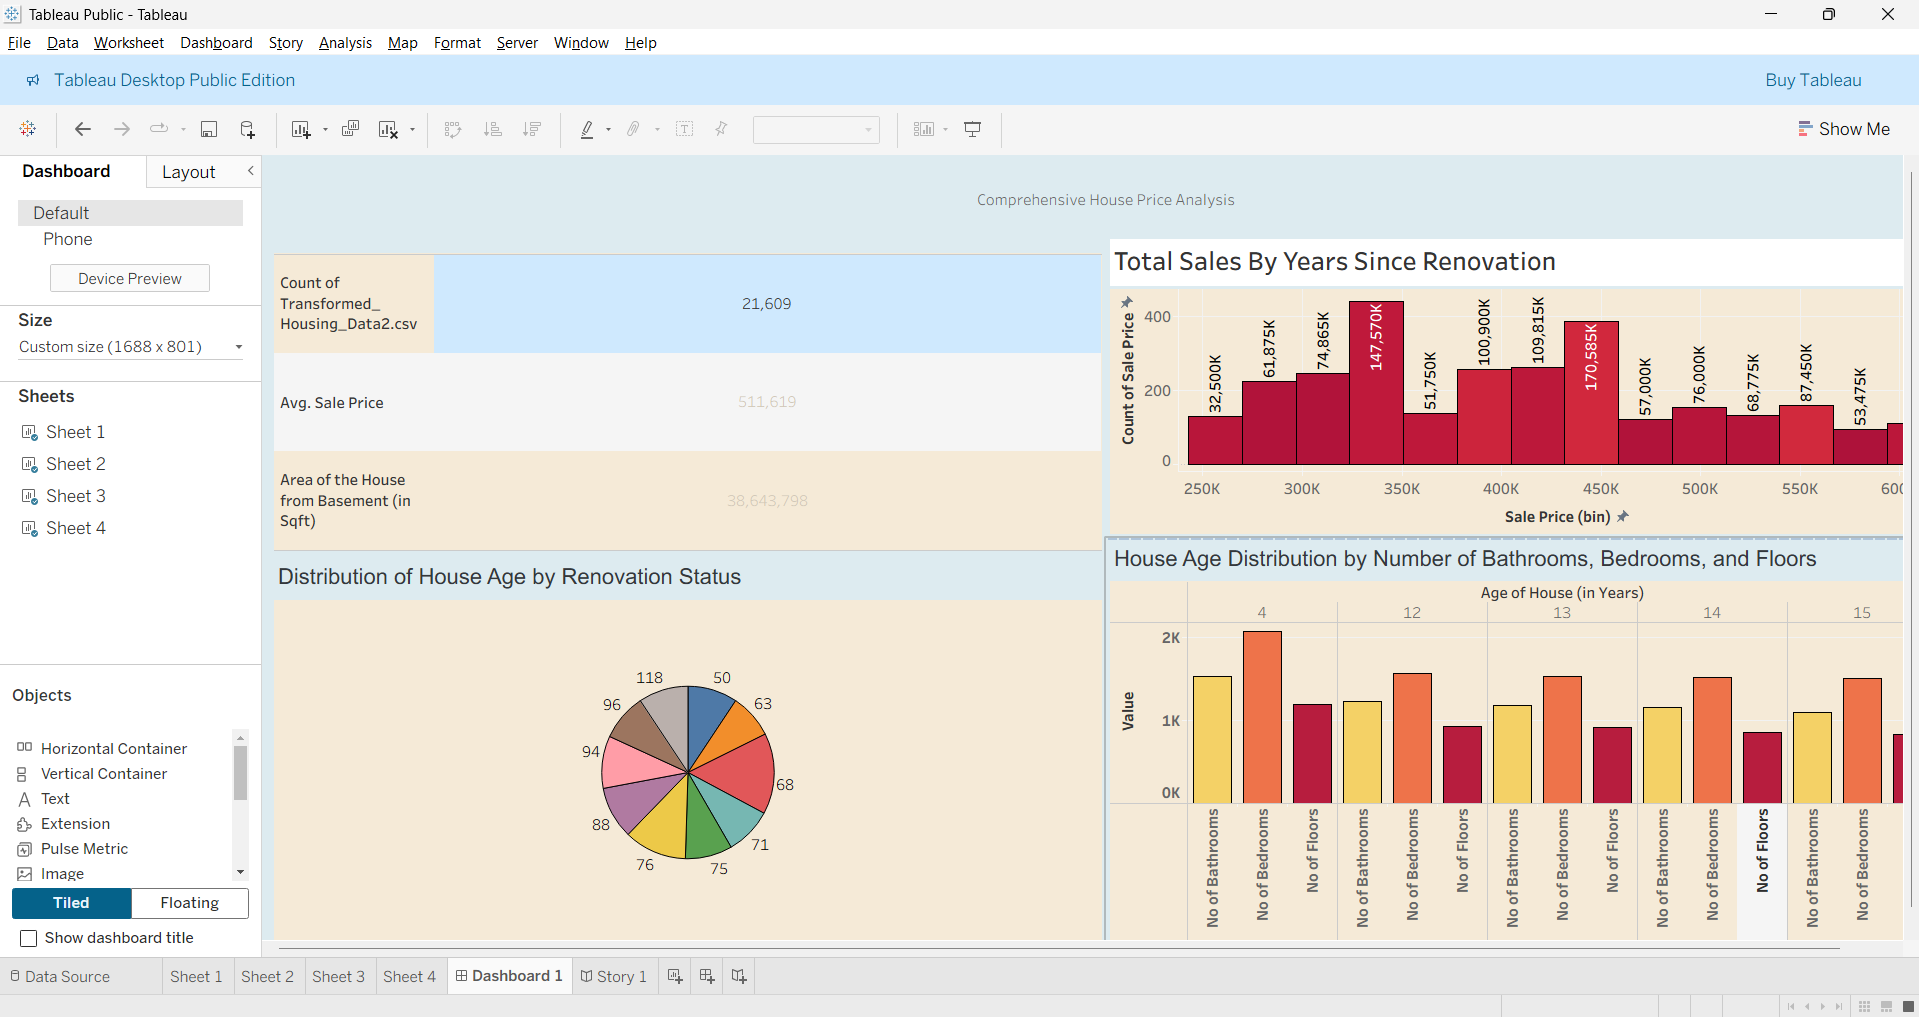 Tableau Public - Tableau
File Data Worksheet Dashboard Story Analysis Map Format Server Window Help
Tableau Desktop Public Edition
Buy Tableau
Show Me
Dashboard
Layout
Default
Phone
Device Preview
Size
Custom size (1688 x 801)
Sheets
Sheet 1
Sheet 2
Sheet 3
Sheet 4
Objects
Horizontal Container
Vertical Container
Text
Extension
Pulse Metric
Image
Tiled
Floating
Show dashboard title
Comprehensive House Price Analysis
Count of
Transformed_
Housing_Data2.csv
21,609
Avg. Sale Price
511,619
Area of the House
from Basement (in
Sqft)
38,643,798
Distribution of House Age by Renovation Status
118
50
63
68
71
75
76
88
94
96
Total Sales By Years Since Renovation
Count of Sale Price
400
200
0
32,500K
61,875K
74,865K
147,570K
51,750K
100,900K
109,815K
170,585K
57,000K
76,000K
68,775K
87,450K
53,475K
250K 300K 350K 400K 450K 500K 550K
Sale Price (bin)
House Age Distribution by Number of Bathrooms, Bedrooms, and Floors
Age of House (in Years)
4 12 13 14 15
Value
2K
1K
0K
No of Bathrooms
No of Bedrooms
No of Floors
No of Bathrooms
No of Bedrooms
No of Floors
No of Bathrooms
No of Bedrooms
No of Floors
No of Bathrooms
No of Bedrooms
No of Floors
No of Bathrooms
No of Bedrooms
Data Source
Sheet 1
Sheet 2
Sheet 3
Sheet 4
Dashboard 1
Story 1